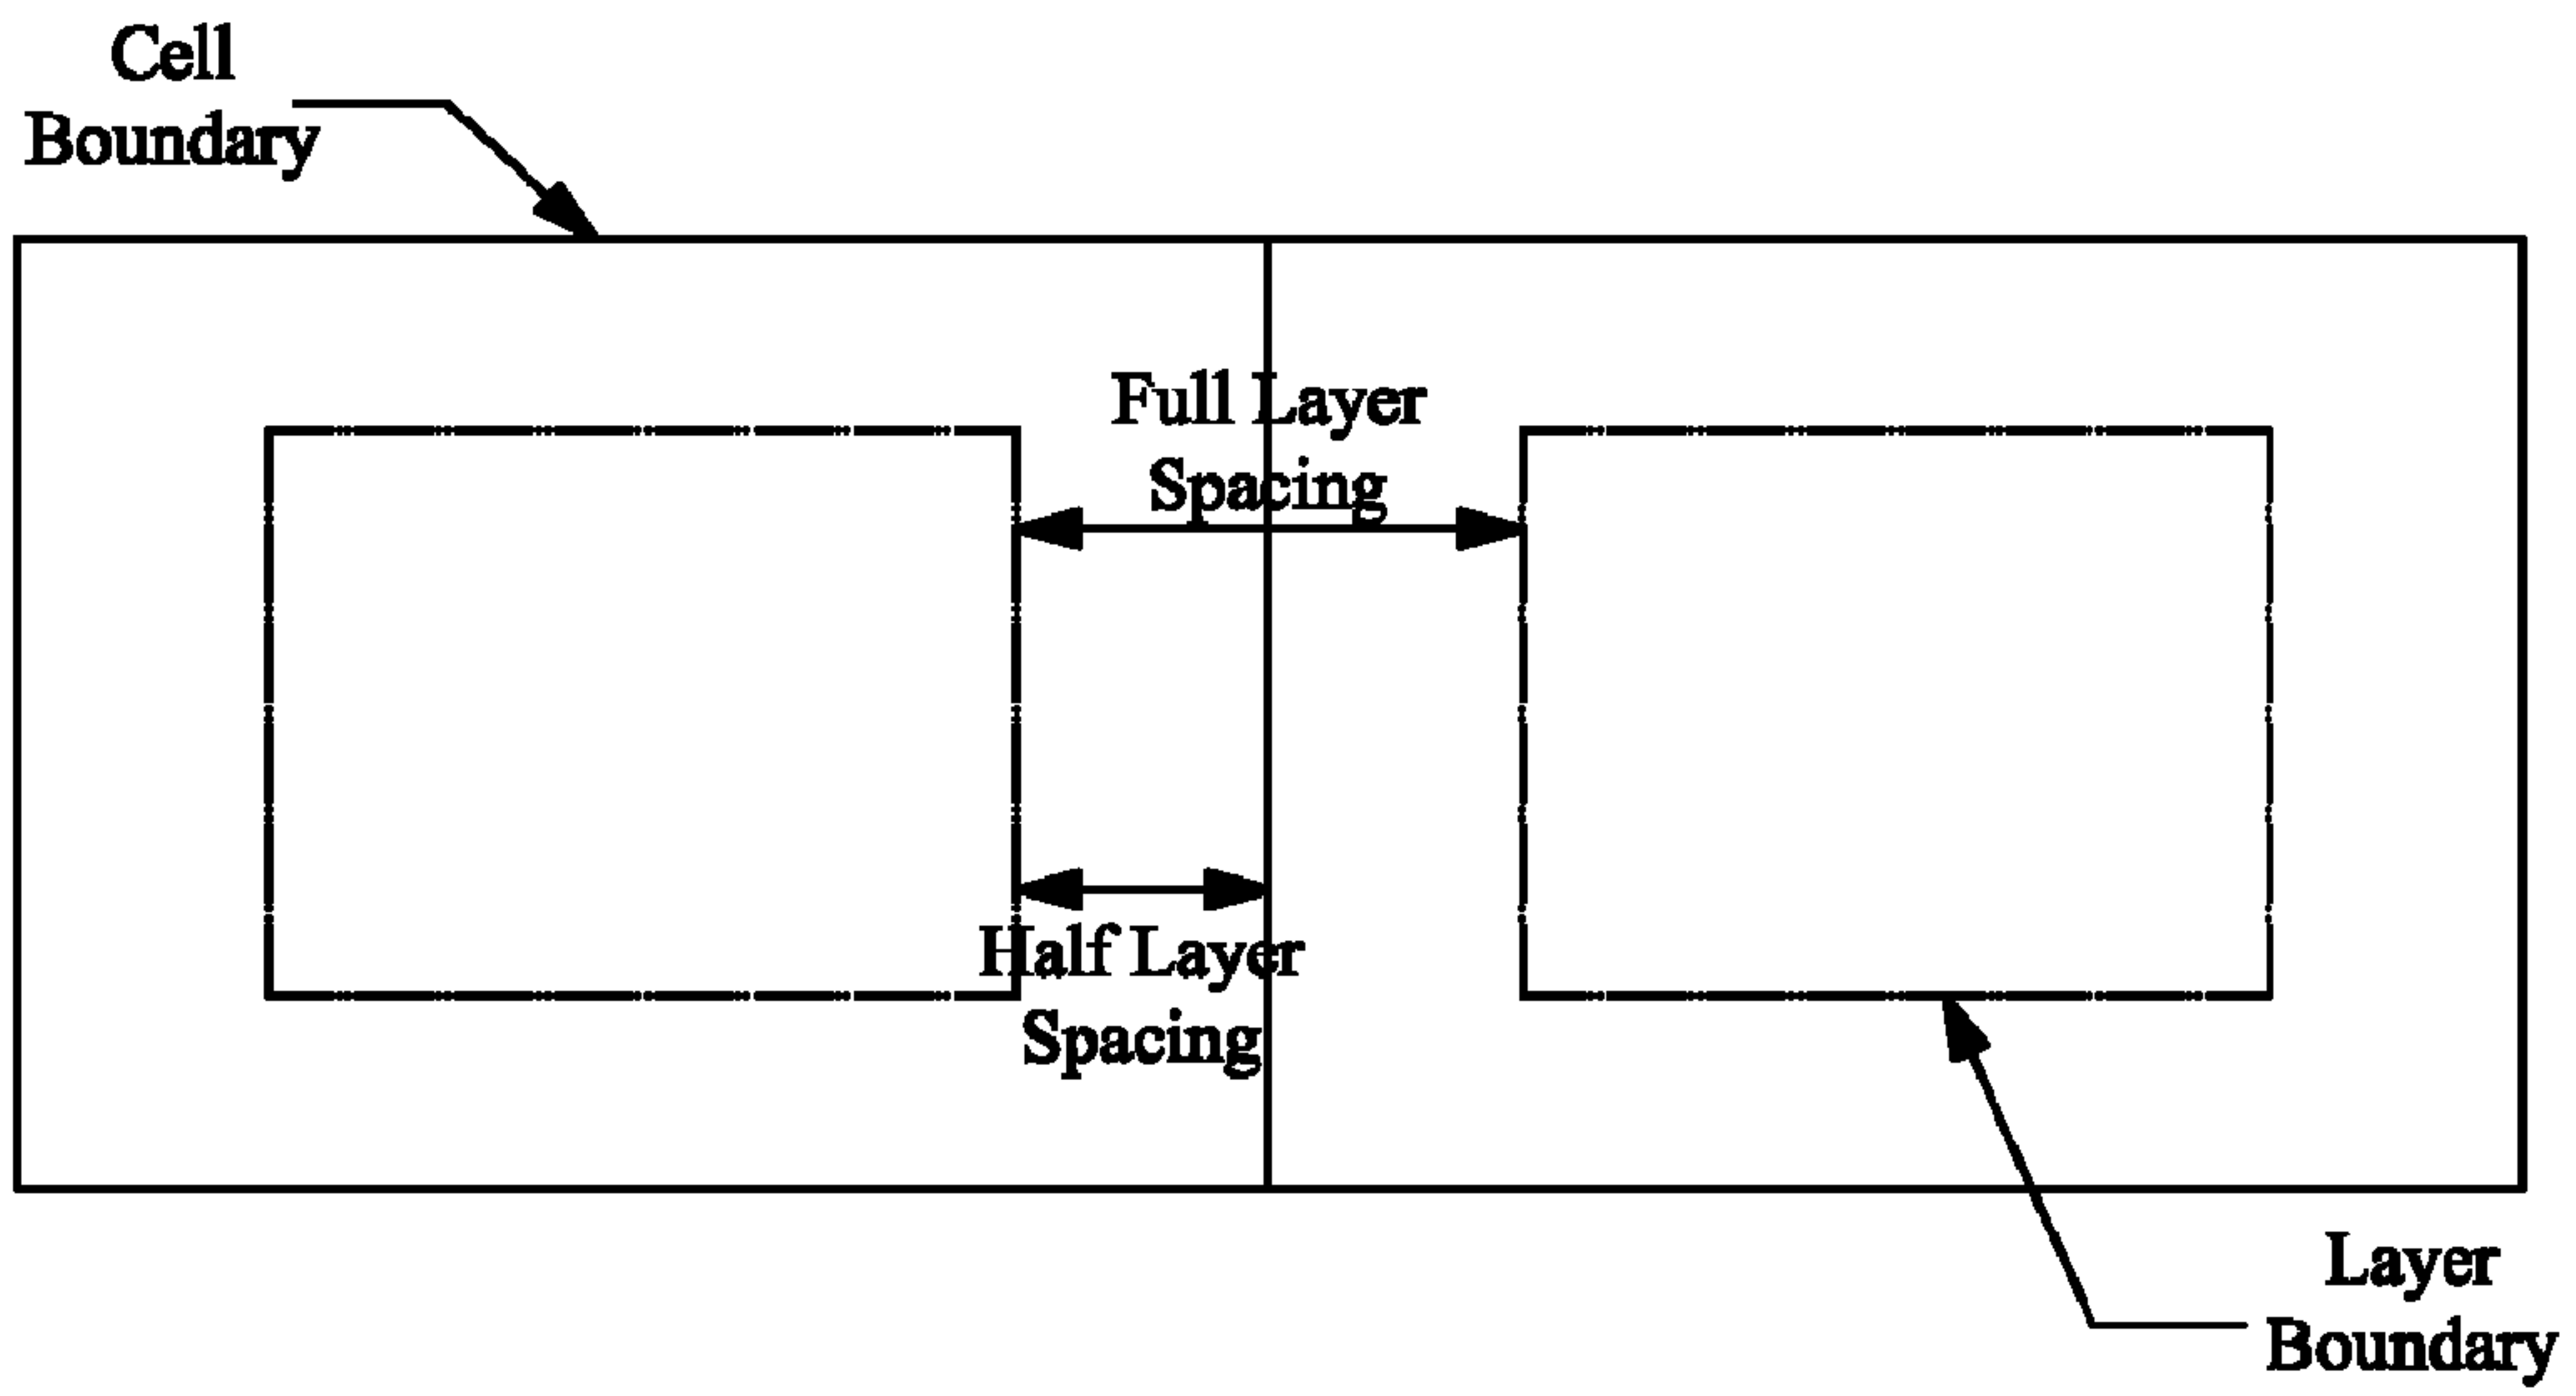 Cell
Boundary
Full Layer
Spacing
Half Layer
Spacing
Layer
Boundary